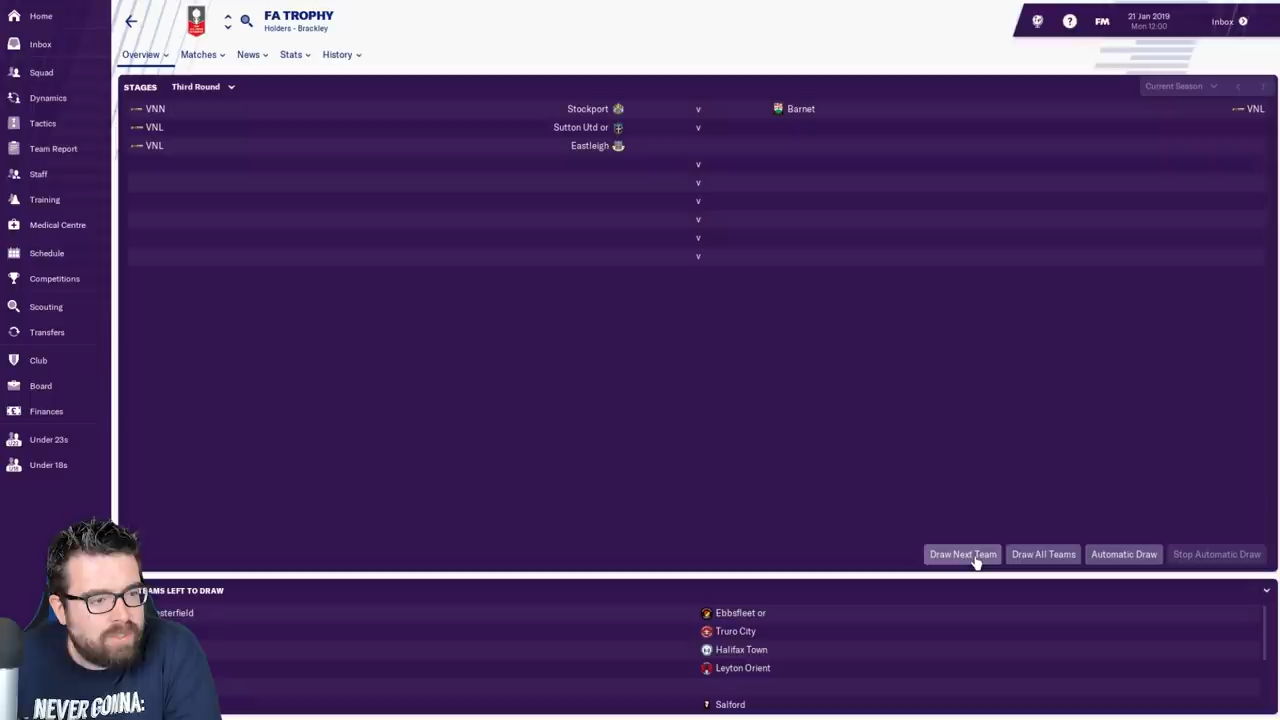 Home
Inbox
Squad
Dynamics
Tactics
Team Report
Staff
Training
Medical Centre
Schedule
Competitions
Scouting
Transfers
Club
Board
Finances
Under 23s
Under 18s
FA TROPHY
Holders - Brackley
FM
21 Jan 2019
Mon 12:00
Inbox
Overview Matches News Stats History
STAGES Third Round
Current Season
VNN Stockport v Barnet VNL
VNL Sutton Utd or v
VNL Eastleigh
v
v
v
v
v
v
Draw Next Team Draw All Teams Automatic Draw Stop Automatic Draw
LEFT TO DRAW
Ebbsfleet or
Truro City
Halifax Town
Leyton Orient
Salford
NEVER GONNA: